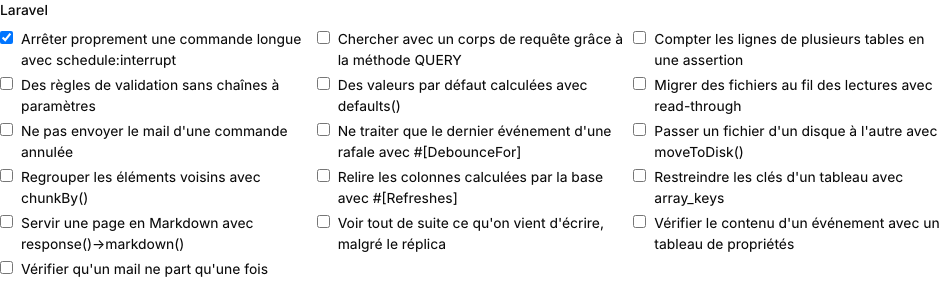 Laravel
Arrêter proprement une commande longue
avec schedule:interrupt
Chercher avec un corps de requête grâce à
la méthode QUERY
Compter les lignes de plusieurs tables en
une assertion
Des règles de validation sans chaînes à
paramètres
Des valeurs par défaut calculées avec
defaults()
Migrer des fichiers au fil des lectures avec
read-through
Ne pas envoyer le mail d'une commande
annulée
Ne traiter que le dernier événement d'une
rafale avec #[DebounceFor]
Passer un fichier d'un disque à l'autre avec
moveToDisk()
Regrouper les éléments voisins avec
chunkBy()
Relire les colonnes calculées par la base
avec #[Refreshes]
Restreindre les clés d'un tableau avec
array_keys
Servir une page en Markdown avec
response()→markdown()
Voir tout de suite ce qu'on vient d'écrire,
malgré le réplica
Vérifier le contenu d'un événement avec un
tableau de propriétés
Vérifier qu'un mail ne part qu'une fois